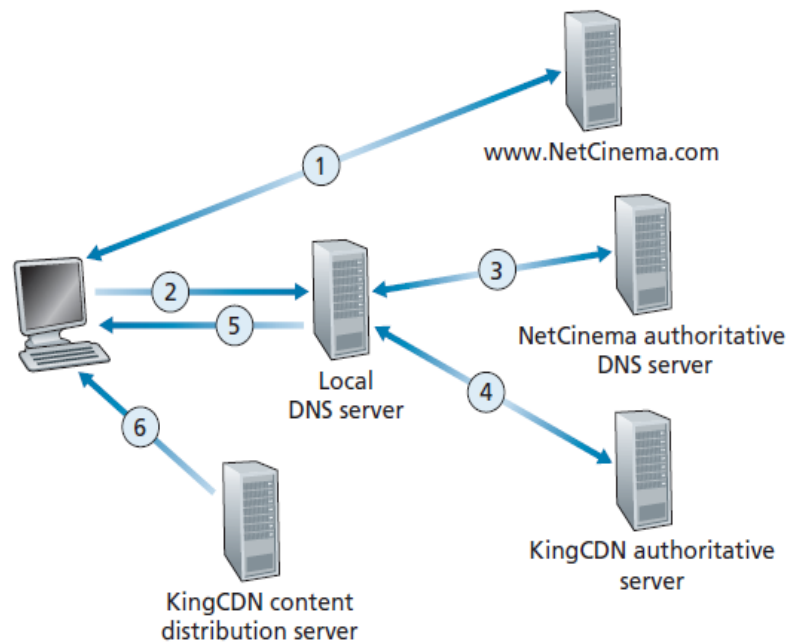 1
www.NetCinema.com
2
3
5
NetCinema authoritative
DNS server
Local
DNS server
4
6
KingCDN authoritative
server
KingCDN content
distribution server